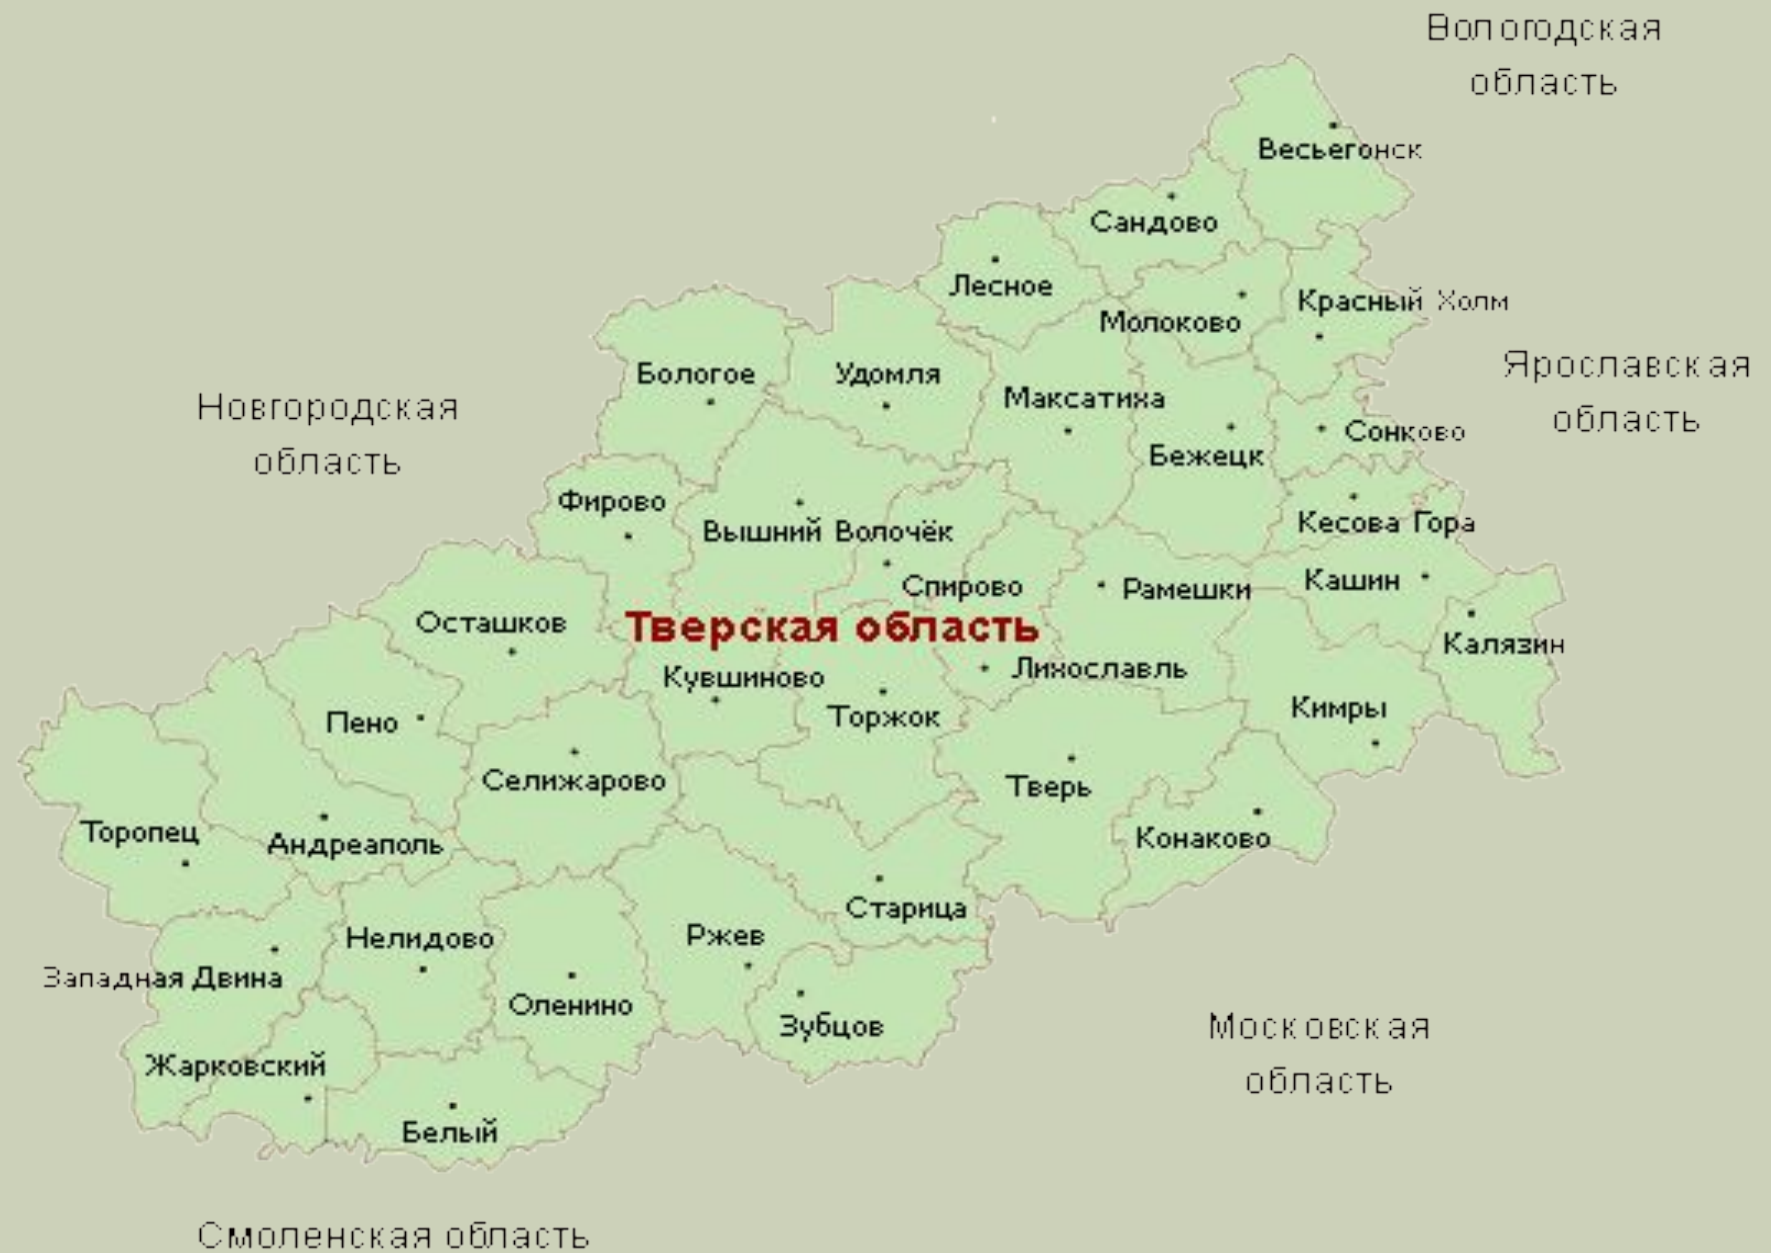 Вологодская
область
Весьегонск
Сандово
Лесное
Красный Холм
Молоково
Ярославская
область
Бологое
Удомля
Максатиха
Новгородская
область
Сонково
Бежецк
Фирово
Вышний Волочёк
Кесова Гора
Спирово
Рамешки
Кашин
Осташков
Тверская область
Калязин
Кувшиново
Лихославль
Пено
Торжок
Кимры
Селижарово
Тверь
Торопец
Андреаполь
Конаково
Старица
Нелидово
Ржев
Западная Двина
Оленино
Зубцов
Московская
область
Жарковский
Белый
Смоленская область